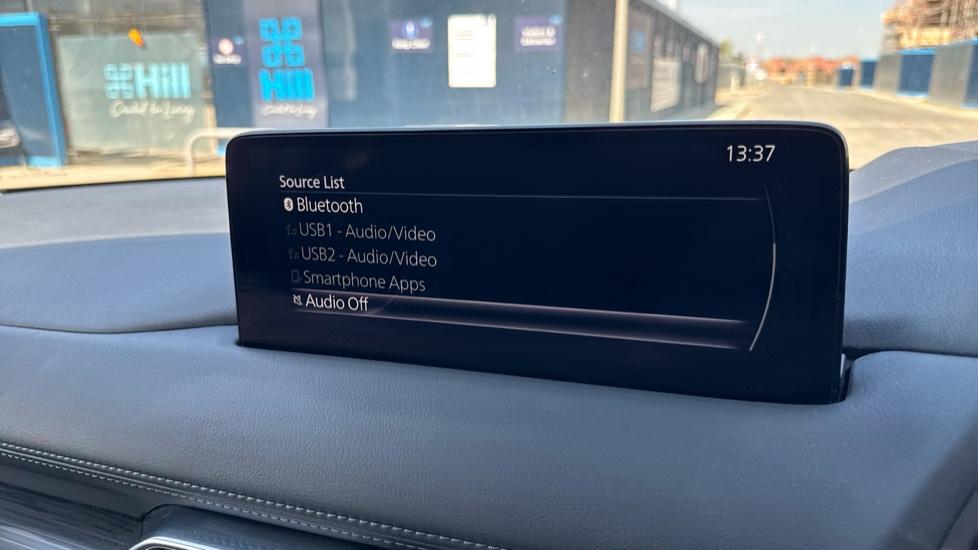 Hill
Hill
13:37
Source List
Bluetooth
USB1 - Audio/Video
USB2 - Audio/Video
Smartphone Apps
Audio Off